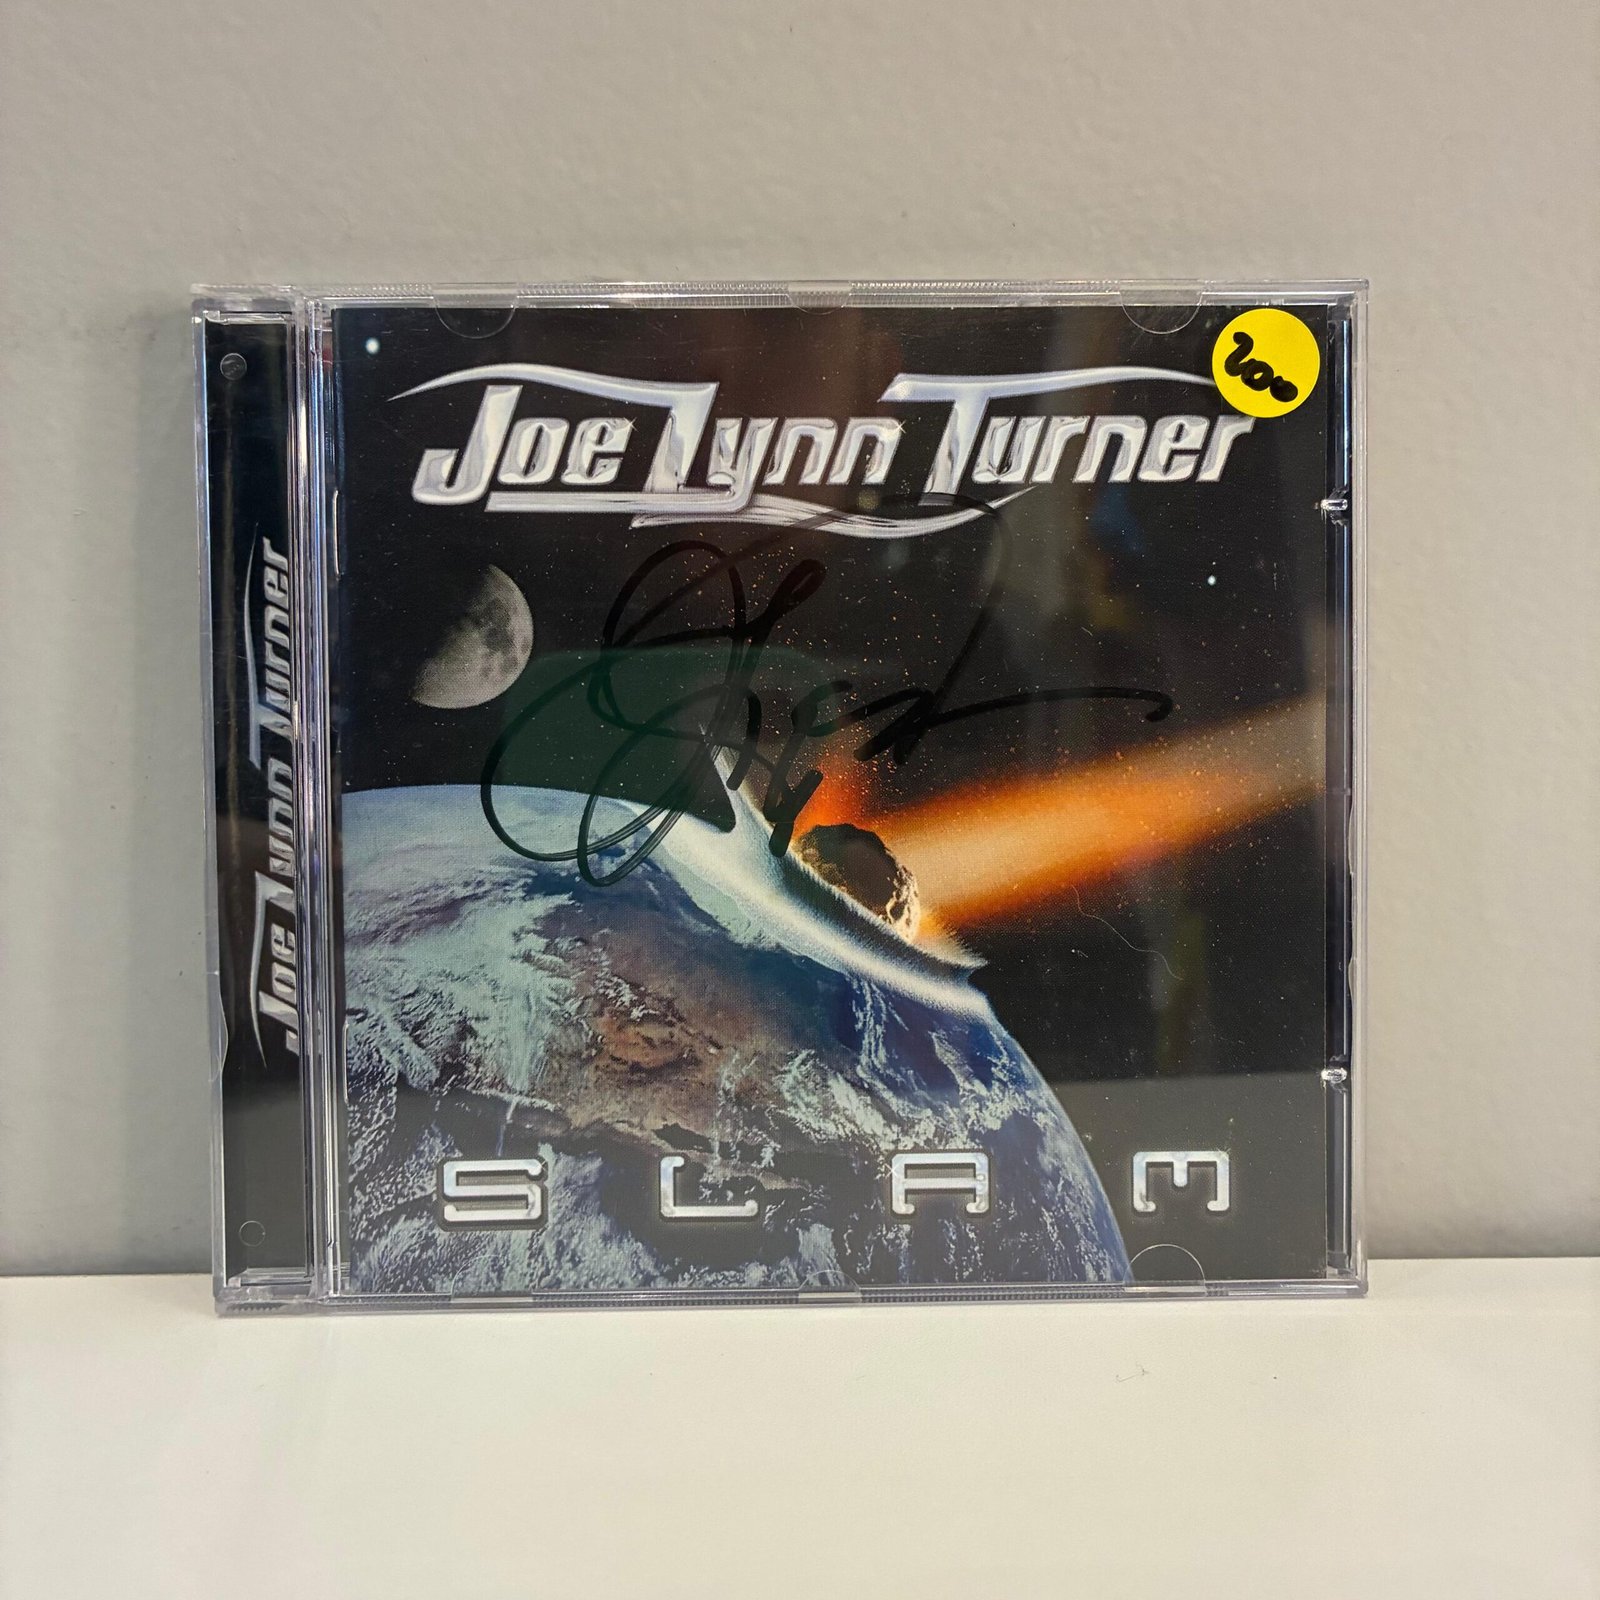 Joe Lynn Turner
200
Joe Lynn Turner
SLAM